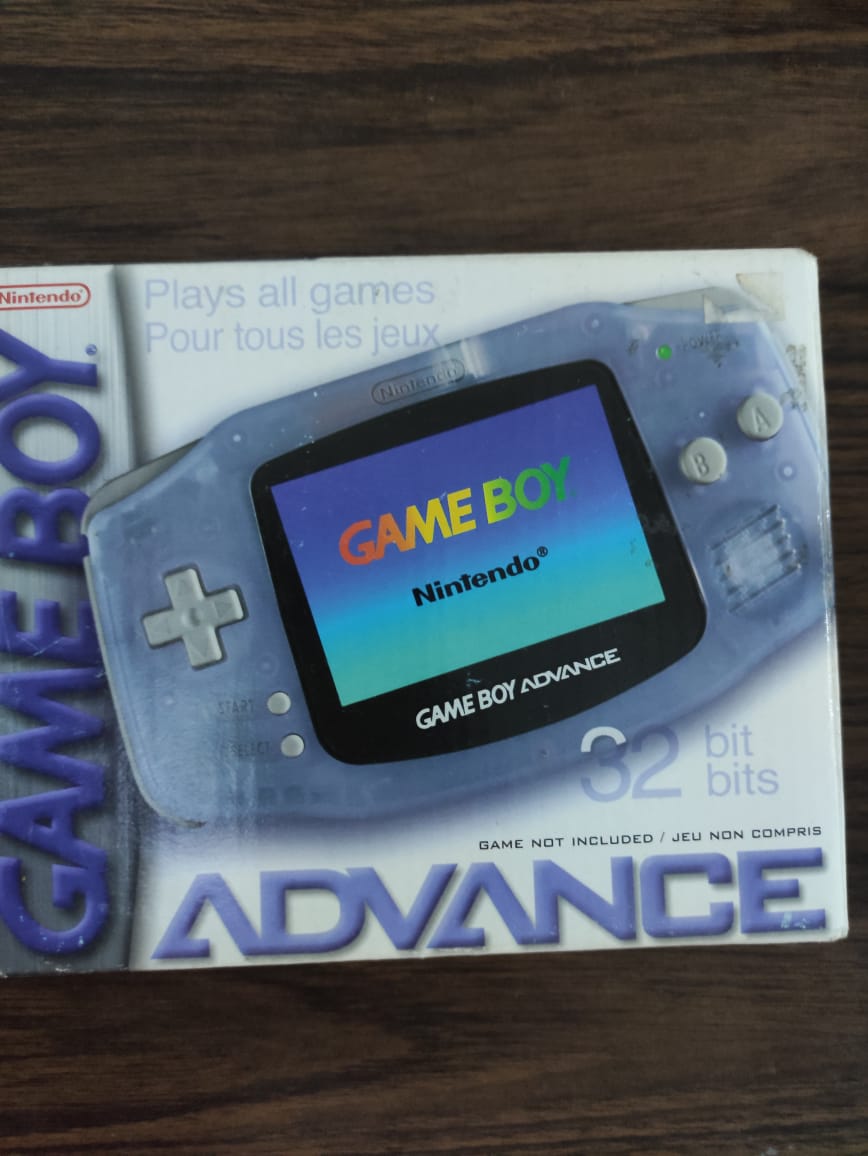 Nintendo®
GAME BOY®
Plays all games
Pour tous les jeux
Nintendo
POWER
A
B
GAME BOY
Nintendo®
GAME BOY ADVANCE
START
SELECT
32 bit
bits
GAME NOT INCLUDED / JEU NON COMPRIS
ADVANCE